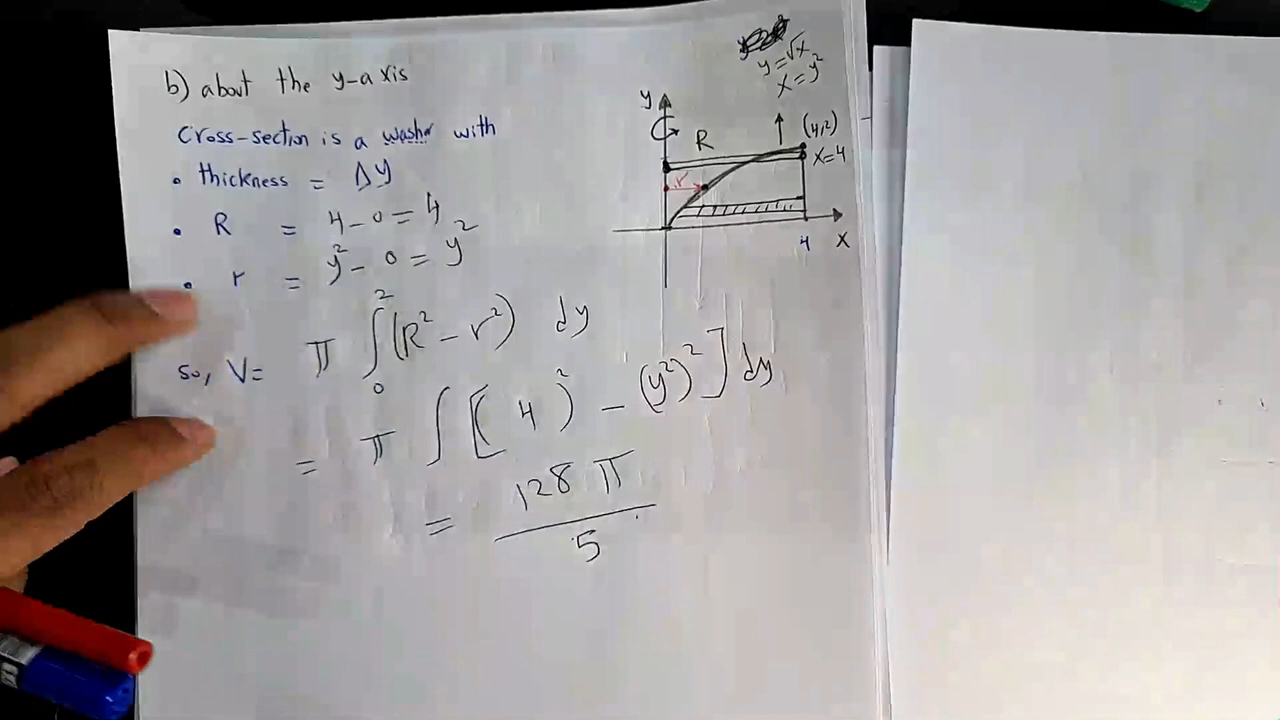 b) about the y-axis
y=√x
x=y²
Cross-section is a washer with
• thickness = Δy
• R = 4-0=4
• r = y²-0=y²
so, V= π ∫₀² (R²-r²) dy
= π ∫ [(4)² - (y²)²] dy
= 128π/5
y
R
(4,2)
x=4
r
4
x